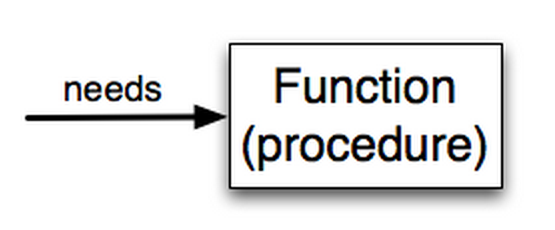 needs
Function
(procedure)